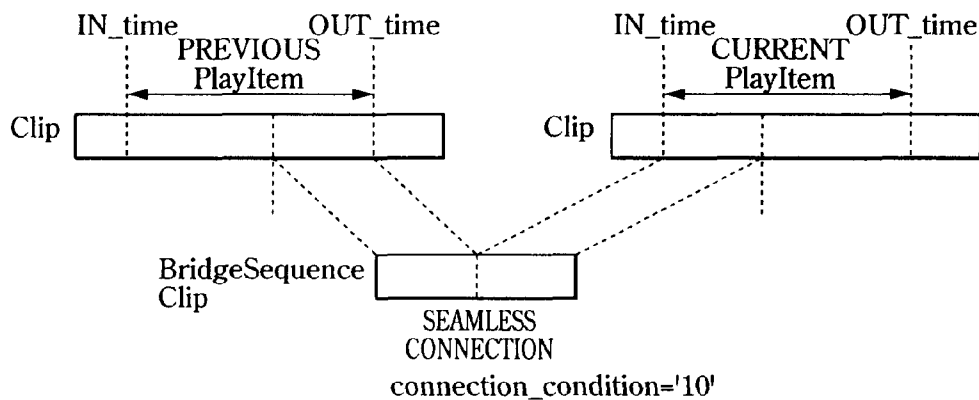 IN_time
OUT_time
IN_time
OUT_time
PREVIOUS
PlayItem
CURRENT
PlayItem
Clip
Clip
BridgeSequence
Clip
SEAMLESS
CONNECTION
connection_condition='10'